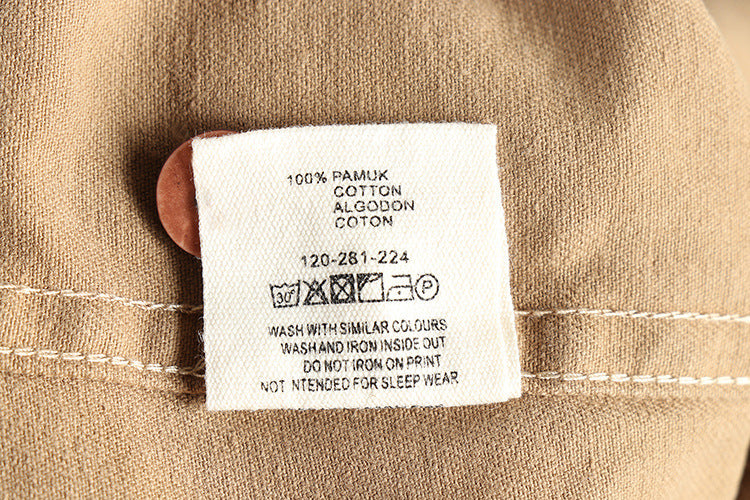 100% PAMUK
COTTON
ALGODON
COTON
120-281-224
30° P
WASH WITH SIMILAR COLOURS
WASH AND IRON INSIDE OUT
DO NOT IRON ON PRINT
NOT NTENDED FOR SLEEP WEAR